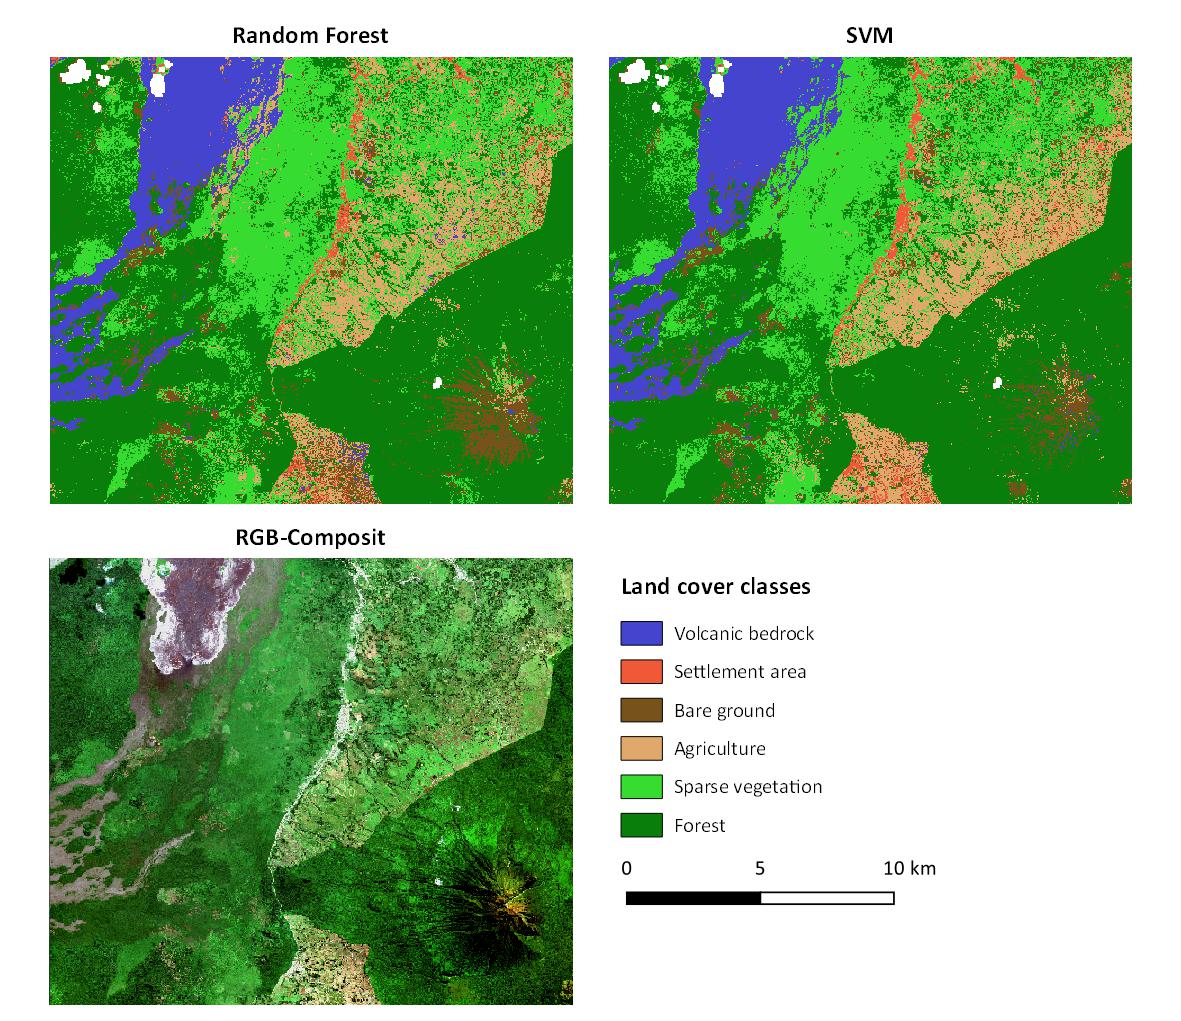 Random Forest
SVM
RGB-Composit
Land cover classes
Volcanic bedrock
Settlement area
Bare ground
Agriculture
Sparse vegetation
Forest
0 5 10 km